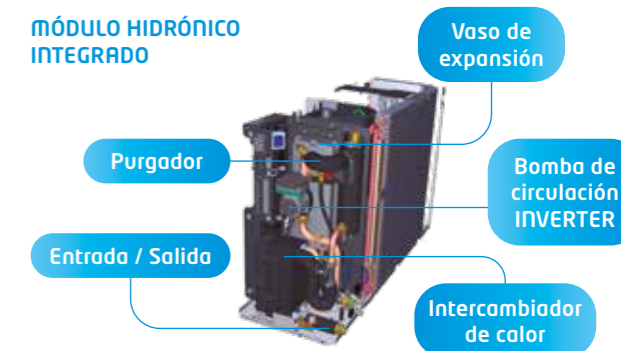 MÓDULO HIDRÓNICO
INTEGRADO
Vaso de
expansión
Purgador
Bomba de
circulación
INVERTER
Entrada / Salida
Intercambiador
de calor